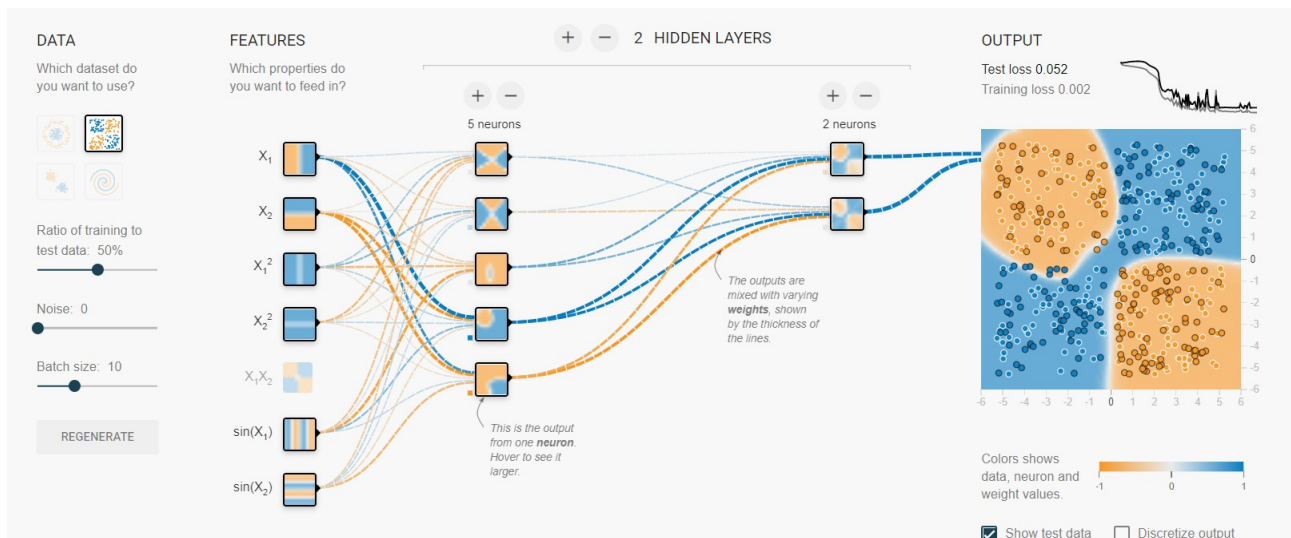 DATA
Which dataset do
you want to use?
Ratio of training to
test data: 50%
Noise: 0
Batch size: 10
REGENERATE
FEATURES
Which properties do
you want to feed in?
X₁
X₂
X₁²
X₂²
X₁X₂
sin(X₁)
sin(X₂)
+ − 2 HIDDEN LAYERS
+ −
5 neurons
+ −
2 neurons
This is the output
from one neuron.
Hover to see it
larger.
The outputs are
mixed with varying
weights, shown
by the thickness of
the lines.
OUTPUT
Test loss 0.052
Training loss 0.002
6
5
4
3
2
1
0
-1
-2
-3
-4
-5
-6
-6 -5 -4 -3 -2 -1 0 1 2 3 4 5 6
Colors shows
data, neuron and
weight values.
-1 0 1
Show test data
Discretize output